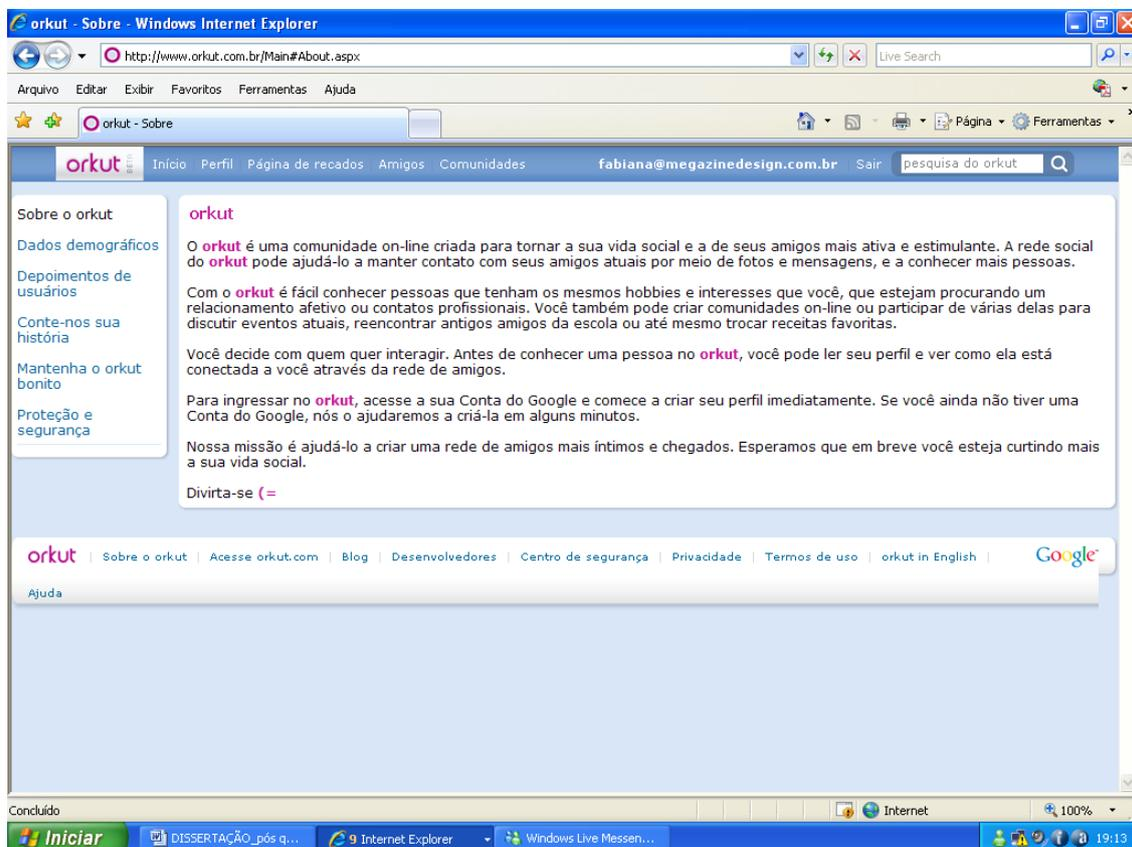 orkut - Sobre - Windows Internet Explorer
http://www.orkut.com.br/Main#About.aspx
Live Search
Arquivo Editar Exibir Favoritos Ferramentas Ajuda
orkut - Sobre
Página Ferramentas
orkut BETA Início Perfil Página de recados Amigos Comunidades fabiana@megazinedesign.com.br Sair pesquisa do orkut
Sobre o orkut
Dados demográficos
Depoimentos de
usuários
Conte-nos sua
história
Mantenha o orkut
bonito
Proteção e
segurança
orkut
O orkut é uma comunidade on-line criada para tornar a sua vida social e a de seus amigos mais ativa e estimulante. A rede social
do orkut pode ajudá-lo a manter contato com seus amigos atuais por meio de fotos e mensagens, e a conhecer mais pessoas.
Com o orkut é fácil conhecer pessoas que tenham os mesmos hobbies e interesses que você, que estejam procurando um
relacionamento afetivo ou contatos profissionais. Você também pode criar comunidades on-line ou participar de várias delas para
discutir eventos atuais, reencontrar antigos amigos da escola ou até mesmo trocar receitas favoritas.
Você decide com quem quer interagir. Antes de conhecer uma pessoa no orkut, você pode ler seu perfil e ver como ela está
conectada a você através da rede de amigos.
Para ingressar no orkut, acesse a sua Conta do Google e comece a criar seu perfil imediatamente. Se você ainda não tiver uma
Conta do Google, nós o ajudaremos a criá-la em alguns minutos.
Nossa missão é ajudá-lo a criar uma rede de amigos mais íntimos e chegados. Esperamos que em breve você esteja curtindo mais
a sua vida social.
Divirta-se (=
orkut | Sobre o orkut | Acesse orkut.com | Blog | Desenvolvedores | Centro de segurança | Privacidade | Termos de uso | orkut in English | Google
Ajuda
Concluído Internet 100%
Iniciar DISSERTAÇÃO_pós q... 9 Internet Explorer Windows Live Messen... 19:13